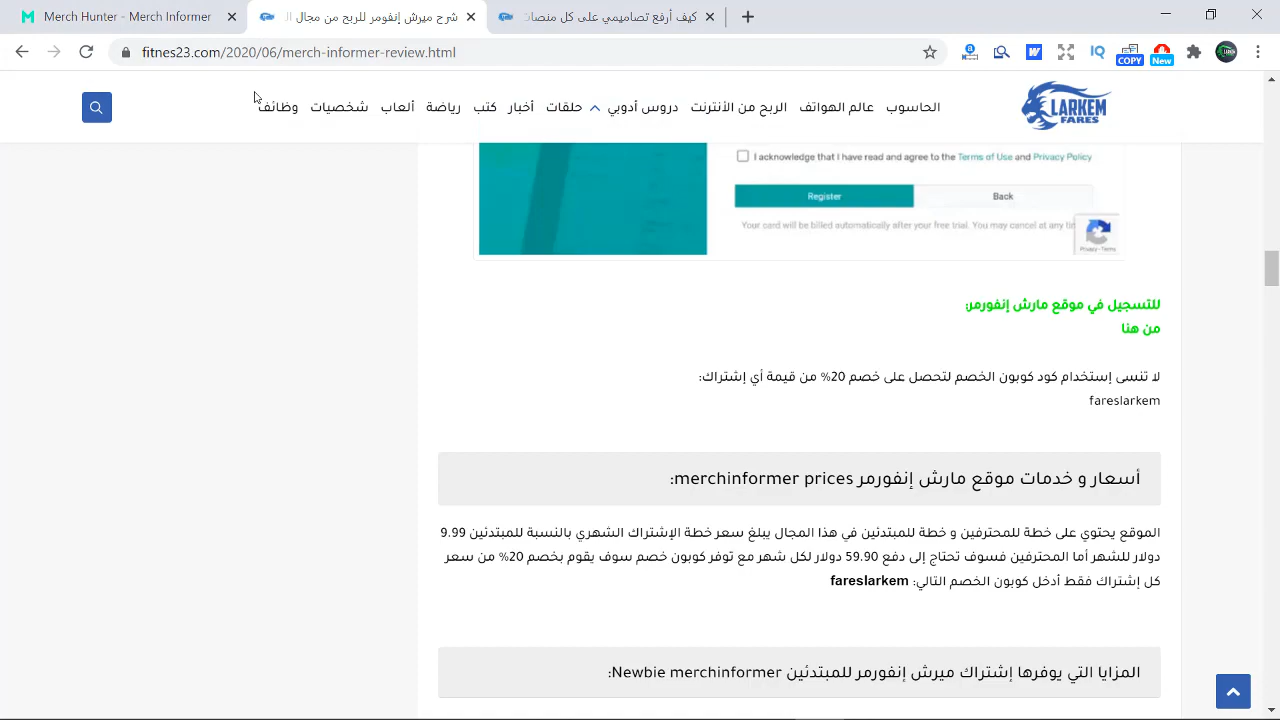 Merch Hunter - Merch Informer
شرح ميرش إنفورمر للربح من مجال ال
كيف أرفع تصاميمي على كل منصات
fitnes23.com/2020/06/merch-informer-review.html
COPY
New
LARKEM
FARES
الحاسوب
عالم الهواتف
الربح من الأنترنت
دروس أدوبي
حلقات
أخبار
كتب
رياضة
ألعاب
شخصيات
وظائف
I acknowledge that I have read and agree to the Terms of Use and Privacy Policy
Register
Back
Your card will be billed automatically after your free trial. You may cancel at any tim
Privacy - Terms
للتسجيل في موقع مارش إنفورمر:
من هنا
لا تنسى إستخدام كود كوبون الخصم لتحصل على خصم 20% من قيمة أي إشتراك:
fareslarkem
أسعار و خدمات موقع مارش إنفورمر merchinformer prices:
الموقع يحتوي على خطة للمحترفين و خطة للمبتدئين في هذا المجال يبلغ سعر خطة الإشتراك الشهري بالنسبة للمبتدئين 9.99
دولار للشهر أما المحترفين فسوف تحتاج إلى دفع 59.90 دولار لكل شهر مع توفر كوبون خصم سوف يقوم بخصم 20% من سعر
كل إشتراك فقط أدخل كوبون الخصم التالي: fareslarkem
المزايا التي يوفرها إشتراك ميرش إنفورمر للمبتدئين Newbie merchinformer: